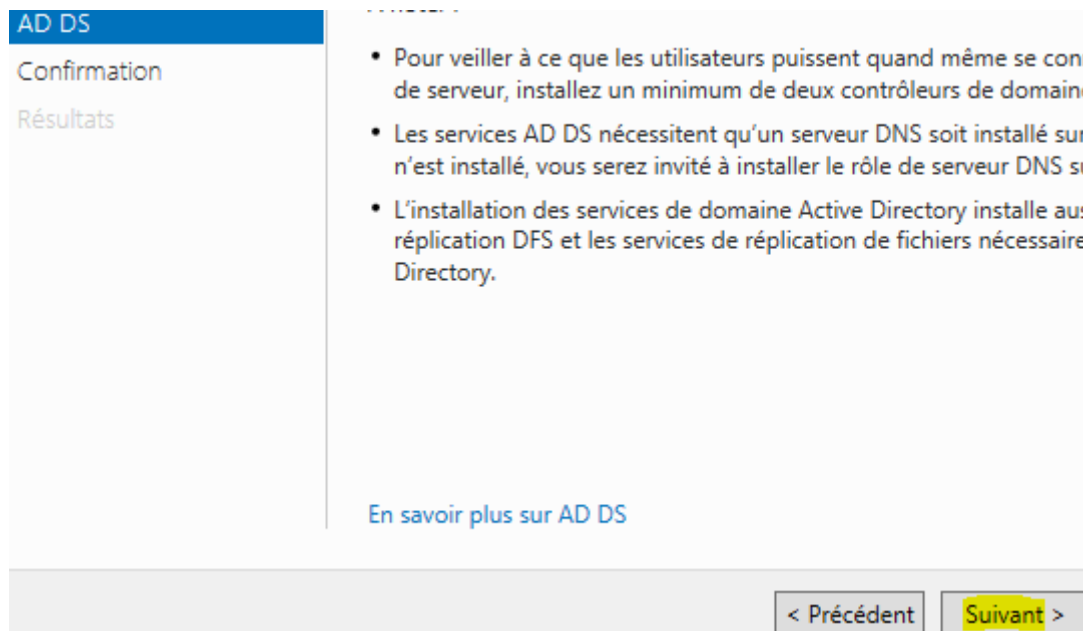 AD DS
Confirmation
Résultats
• Pour veiller à ce que les utilisateurs puissent quand même se con
de serveur, installez un minimum de deux contrôleurs de domain
• Les services AD DS nécessitent qu'un serveur DNS soit installé sur
n'est installé, vous serez invité à installer le rôle de serveur DNS s
• L'installation des services de domaine Active Directory installe au
réplication DFS et les services de réplication de fichiers nécessaire
Directory.
En savoir plus sur AD DS
< Précédent
Suivant >